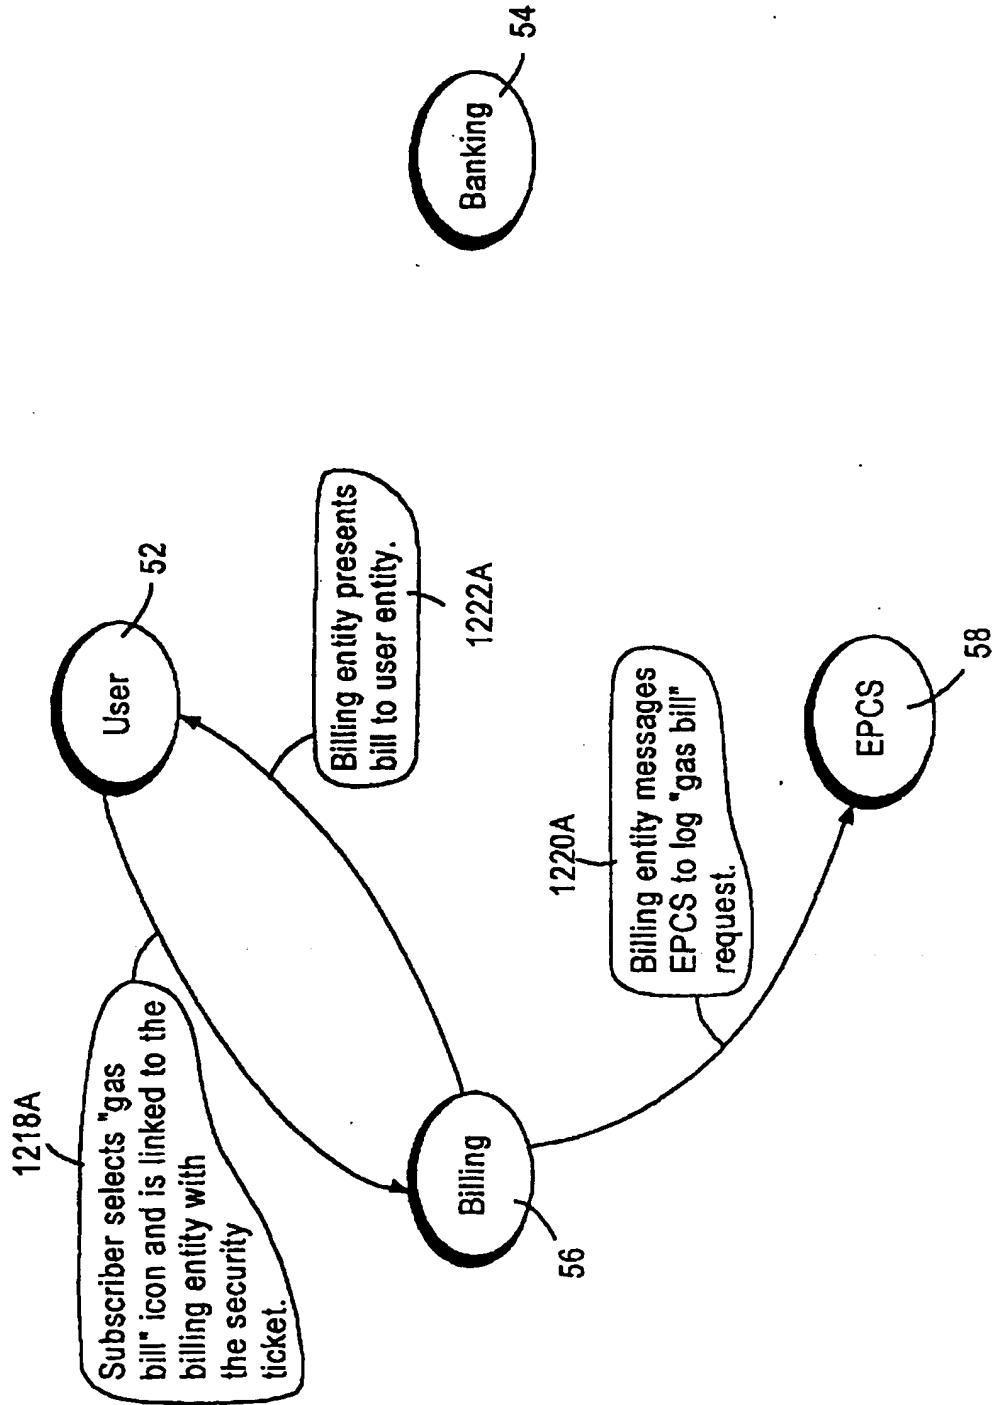 1218A
Subscriber selects "gas
bill" icon and is linked to the
billing entity with
the security
ticket.
User
52
Billing entity presents
bill to user entity.
1222A
Billing
56
Banking
54
1220A
Billing entity messages
EPCS to log "gas bill"
request.
EPCS
58